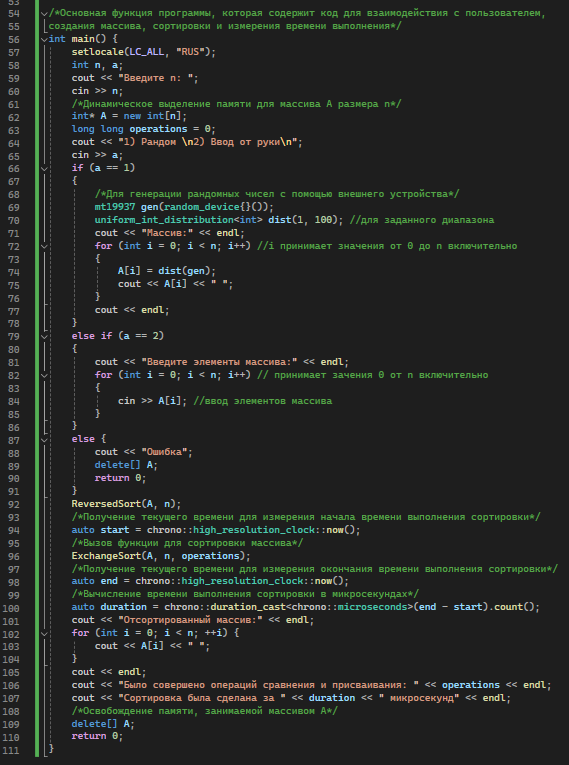 53
54 /*Основная функция программы, которая содержит код для взаимодействия с пользователем,
55 создания массива, сортировки и измерения времени выполнения*/
56 int main() {
57 setlocale(LC_ALL, "RUS");
58 int n, a;
59 cout << "Введите n: ";
60 cin >> n;
61 /*Динамическое выделение памяти для массива A размера n*/
62 int* A = new int[n];
63 long long operations = 0;
64 cout << "1) Рандом \n2) Ввод от руки\n";
65 cin >> a;
66 if (a == 1)
67 {
68 /*Для генерации рандомных чисел с помощью внешнего устройства*/
69 mt19937 gen(random_device{}());
70 uniform_int_distribution<int> dist(1, 100); //для заданного диапазона
71 cout << "Массив:" << endl;
72 for (int i = 0; i < n; i++) //i принимает значения от 0 до n включительно
73 {
74 A[i] = dist(gen);
75 cout << A[i] << " ";
76 }
77 cout << endl;
78 }
79 else if (a == 2)
80 {
81 cout << "Введите элементы массива:" << endl;
82 for (int i = 0; i < n; i++) // принимает зачения 0 от n включительно
83 {
84 cin >> A[i]; //ввод элементов массива
85 }
86 }
87 else {
88 cout << "Ошибка";
89 delete[] A;
90 return 0;
91 }
92 ReversedSort(A, n);
93 /*Получение текущего времени для измерения начала времени выполнения сортировки*/
94 auto start = chrono::high_resolution_clock::now();
95 /*Вызов функции для сортировки массива*/
96 ExchangeSort(A, n, operations);
97 /*Получение текущего времени для измерения окончания времени выполнения сортировки*/
98 auto end = chrono::high_resolution_clock::now();
99 /*Вычисление времени выполнения сортировки в микросекундах*/
100 auto duration = chrono::duration_cast<chrono::microseconds>(end - start).count();
101 cout << "Отсортированный массив:" << endl;
102 for (int i = 0; i < n; ++i) {
103 cout << A[i] << " ";
104 }
105 cout << endl;
106 cout << "Было совершено операций сравнения и присваивания: " << operations << endl;
107 cout << "Сортировка была сделана за " << duration << " микросекунд" << endl;
108 /*Освобождение памяти, занимаемой массивом A*/
109 delete[] A;
110 return 0;
111 }